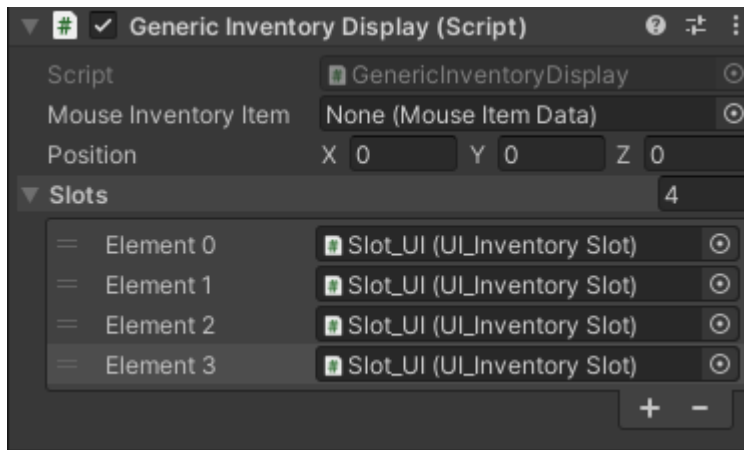 Generic Inventory Display (Script)
Script GenericInventoryDisplay
Mouse Inventory Item None (Mouse Item Data)
Position X 0 Y 0 Z 0
Slots 4
Element 0 Slot_UI (UI_Inventory Slot)
Element 1 Slot_UI (UI_Inventory Slot)
Element 2 Slot_UI (UI_Inventory Slot)
Element 3 Slot_UI (UI_Inventory Slot)